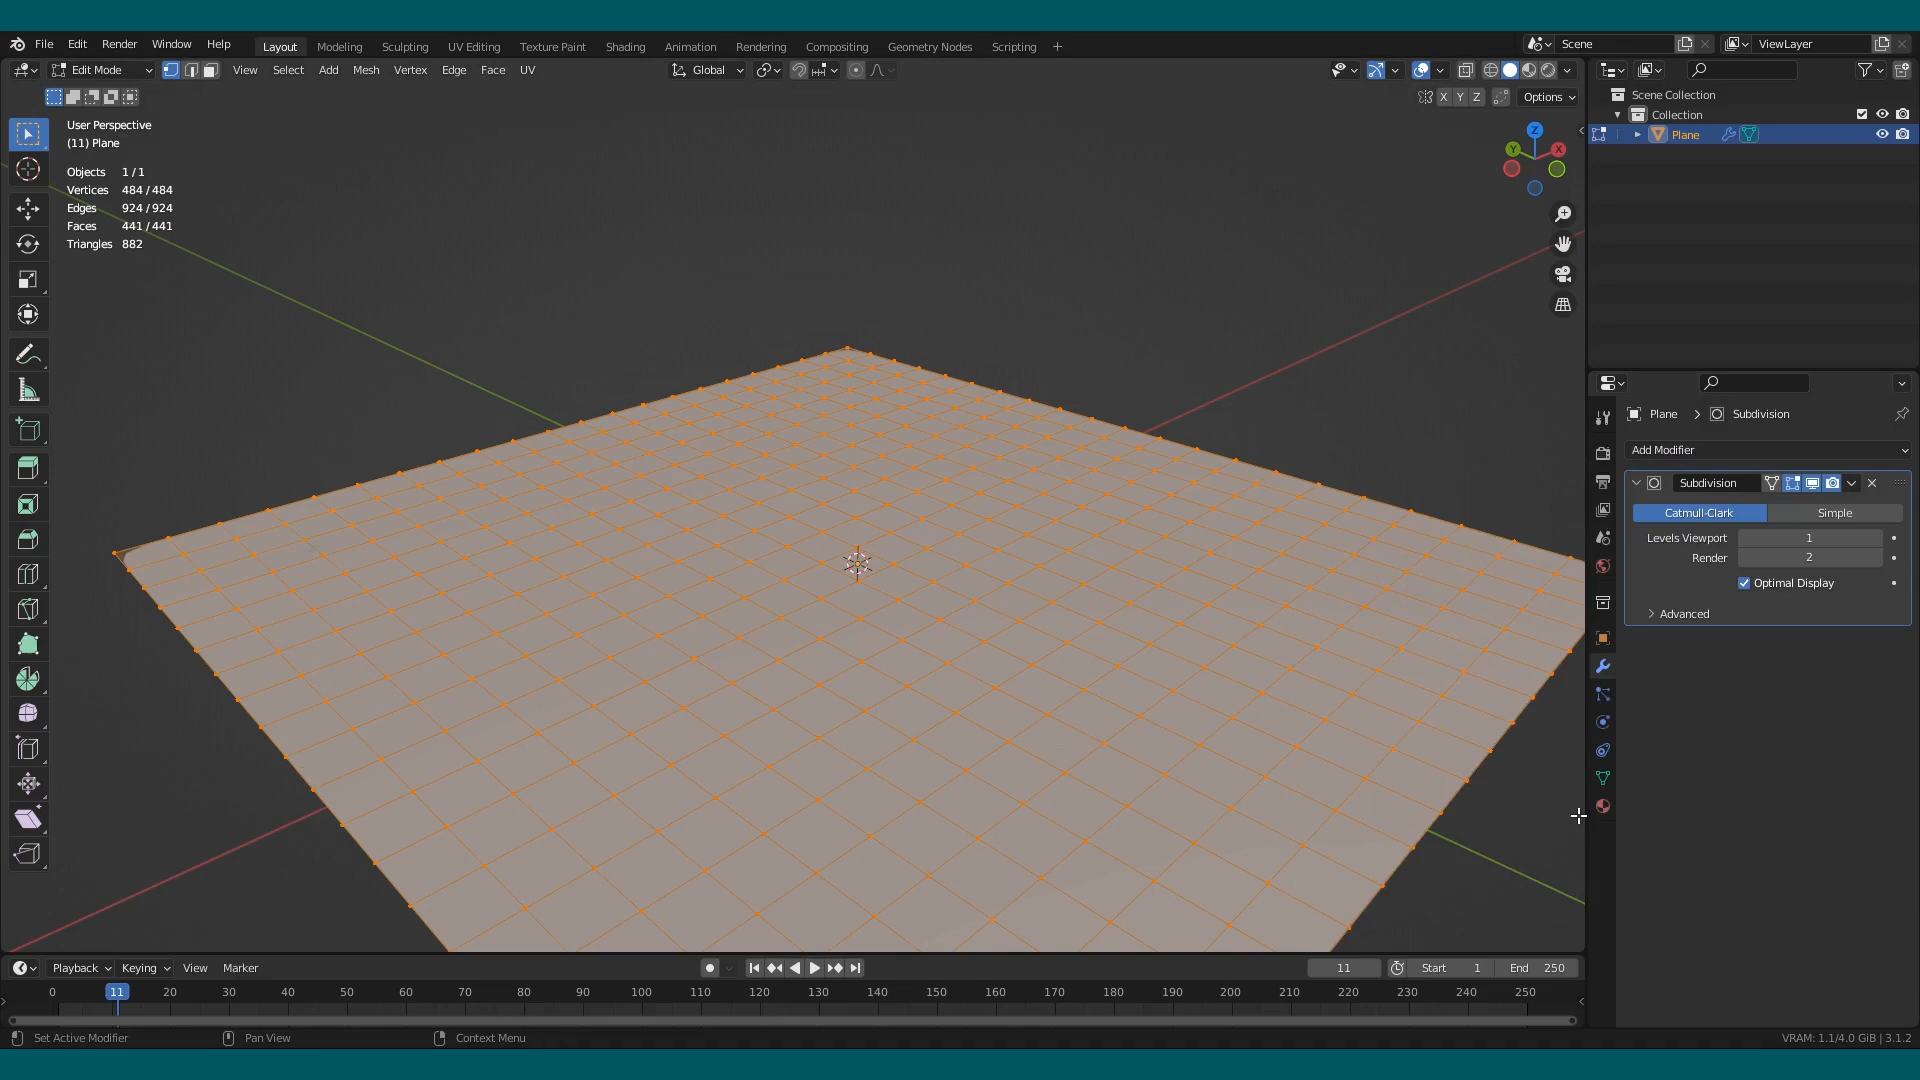 File Edit Render Window Help Layout Modeling Sculpting UV Editing Texture Paint Shading Animation Rendering Compositing Geometry Nodes Scripting + Scene ViewLayer
Edit Mode View Select Add Mesh Vertex Edge Face UV Global
X Y Z Options
User Perspective
(11) Plane
Objects 1 / 1
Vertices 484 / 484
Edges 924 / 924
Faces 441 / 441
Triangles 882
Z
Y X
Scene Collection
Collection
Plane
Plane > Subdivision
Add Modifier
Subdivision
Catmull-Clark Simple
Levels Viewport 1
Render 2
Optimal Display
Advanced
Playback Keying View Marker 11 Start 1 End 250
0 11 20 30 40 50 60 70 80 90 100 110 120 130 140 150 160 170 180 190 200 210 220 230 240 250
Set Active Modifier Pan View Context Menu VRAM: 1.1/4.0 GiB | 3.1.2